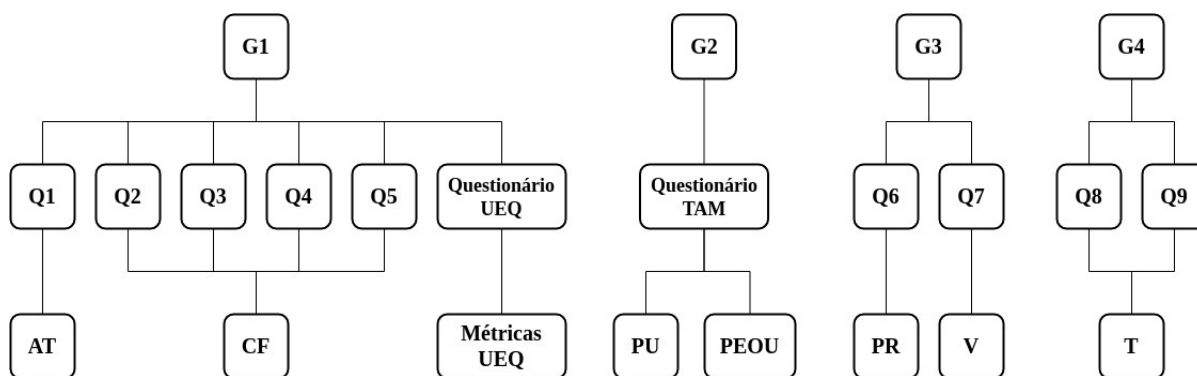 G1
G2
G3
G4
Q1
Q2
Q3
Q4
Q5
Questionário
UEQ
Questionário
TAM
Q6
Q7
Q8
Q9
AT
CF
Métricas
UEQ
PU
PEOU
PR
V
T